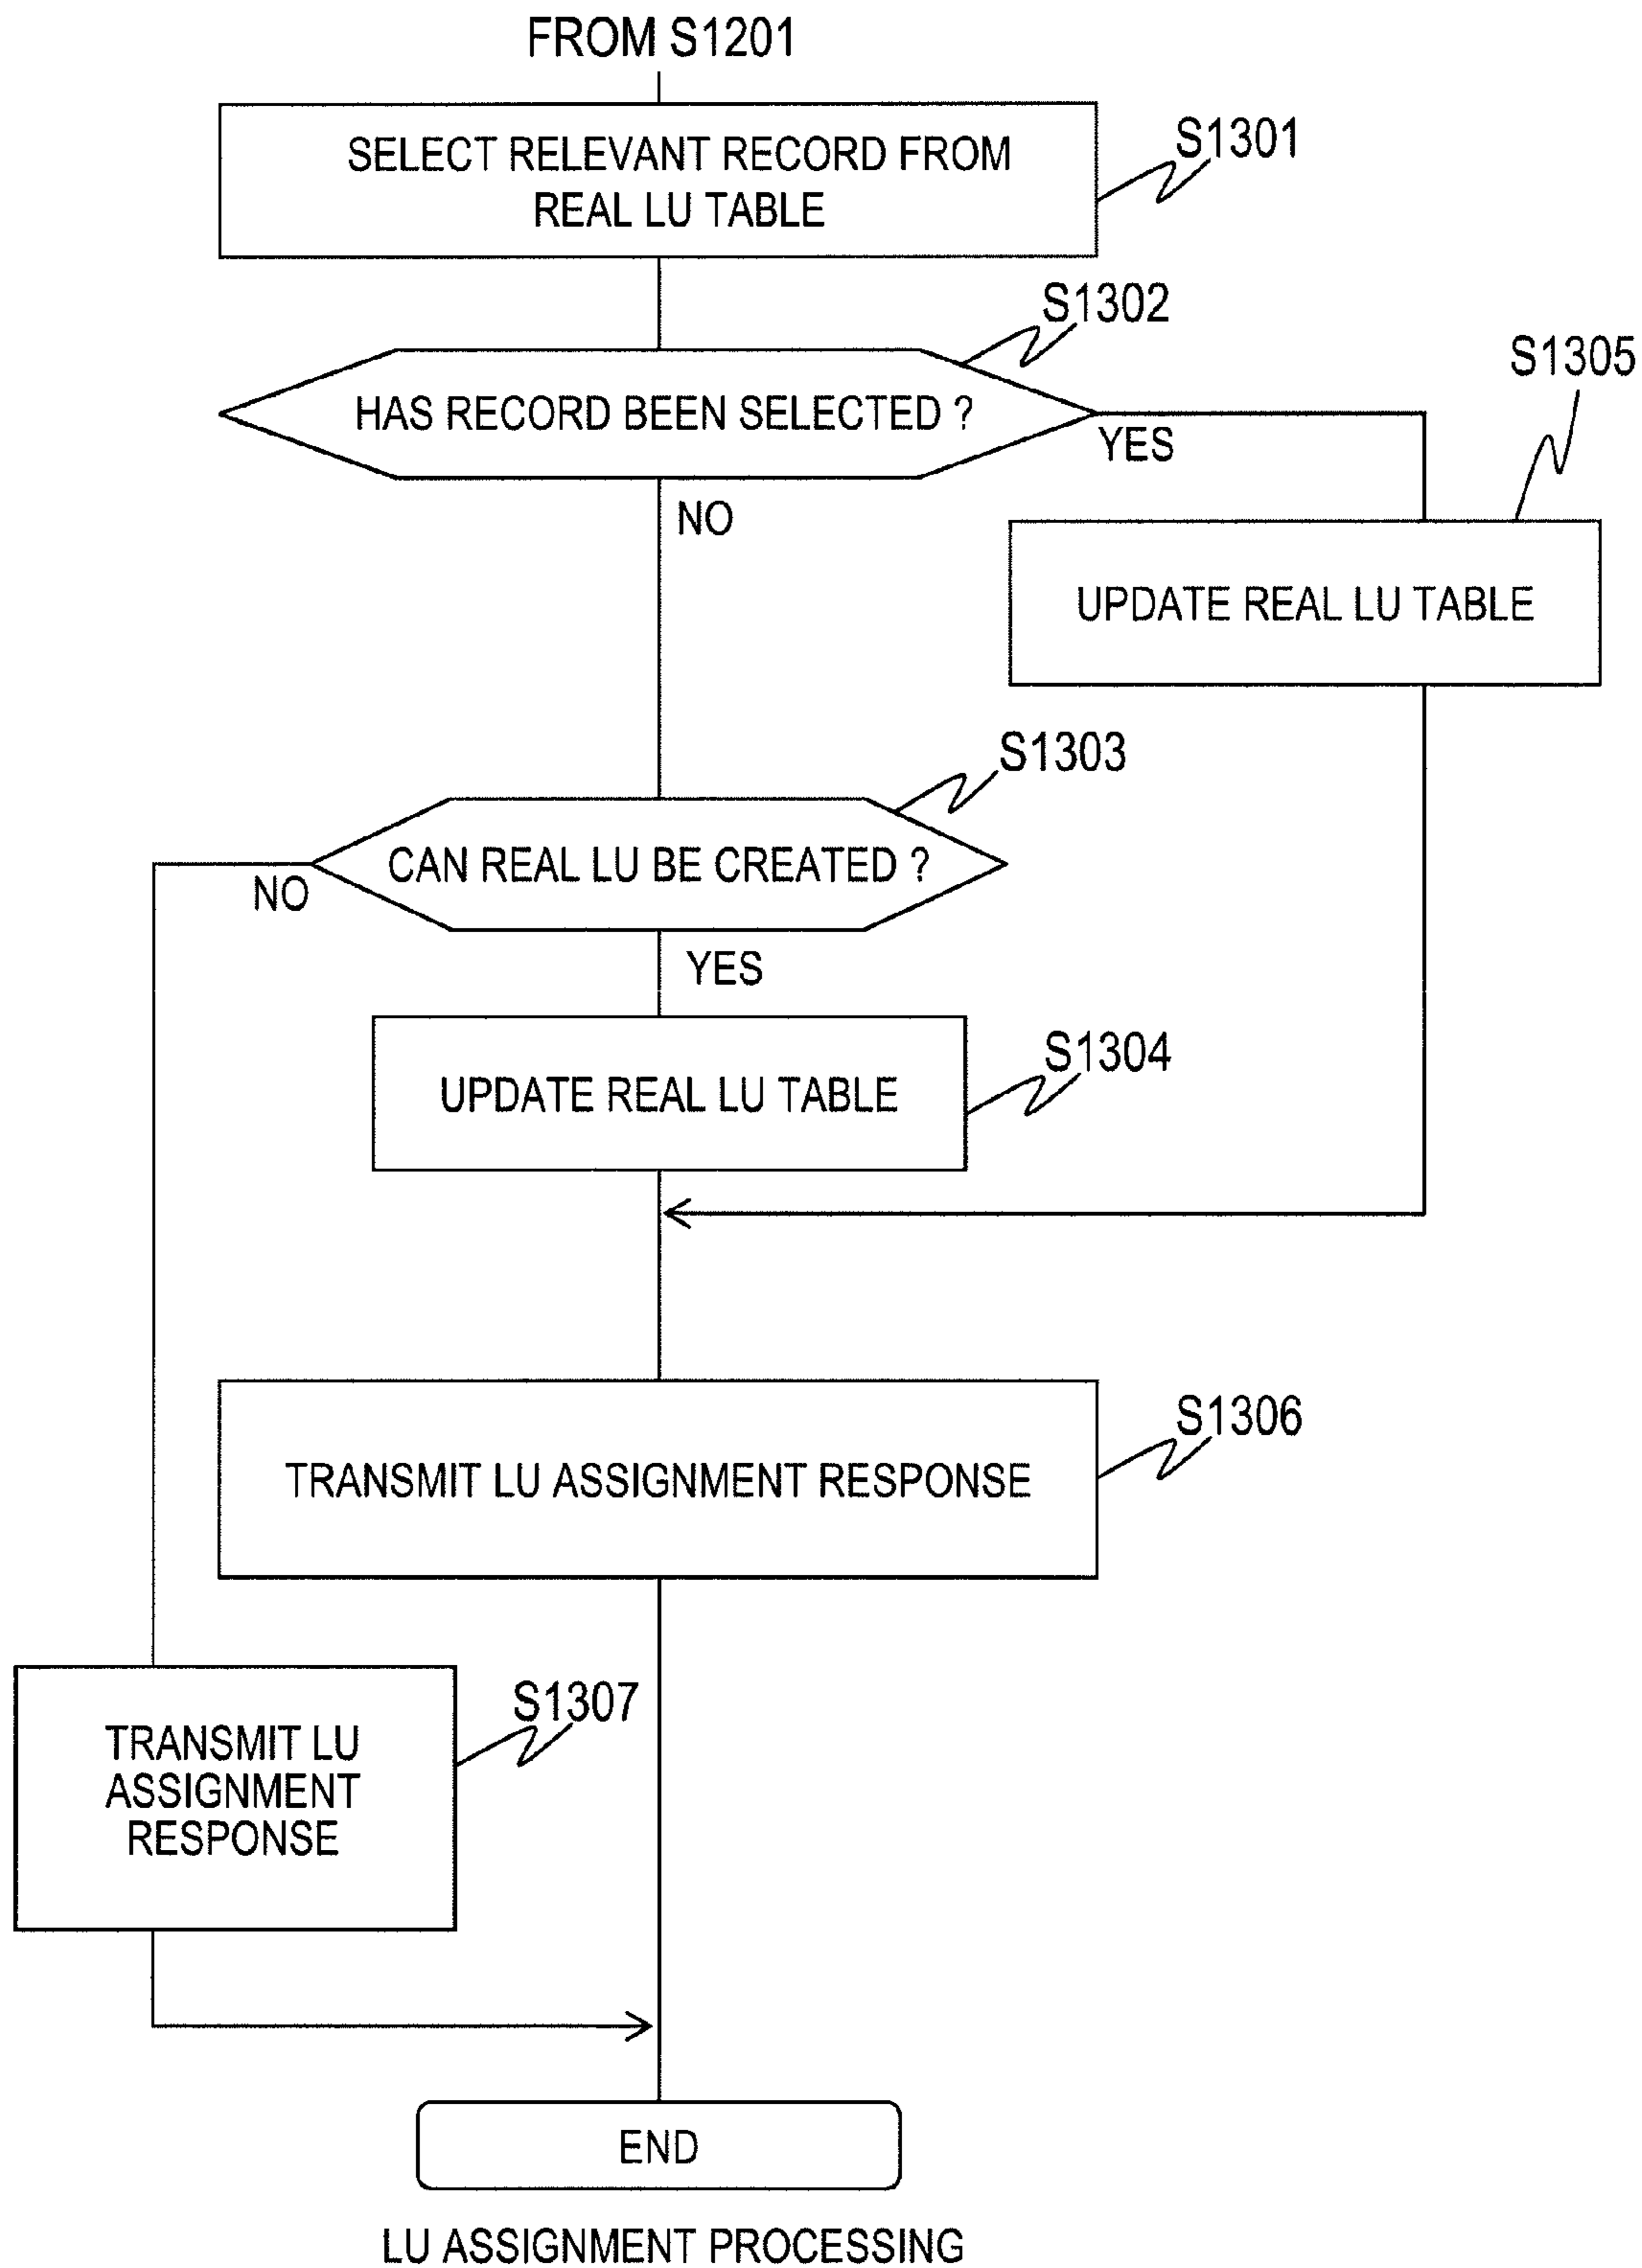 FROM S1201
SELECT RELEVANT RECORD FROM
REAL LU TABLE
S1301
S1302
HAS RECORD BEEN SELECTED ?
YES
NO
S1305
UPDATE REAL LU TABLE
S1303
CAN REAL LU BE CREATED ?
NO
YES
S1304
UPDATE REAL LU TABLE
S1306
TRANSMIT LU ASSIGNMENT RESPONSE
S1307
TRANSMIT LU
ASSIGNMENT
RESPONSE
END
LU ASSIGNMENT PROCESSING